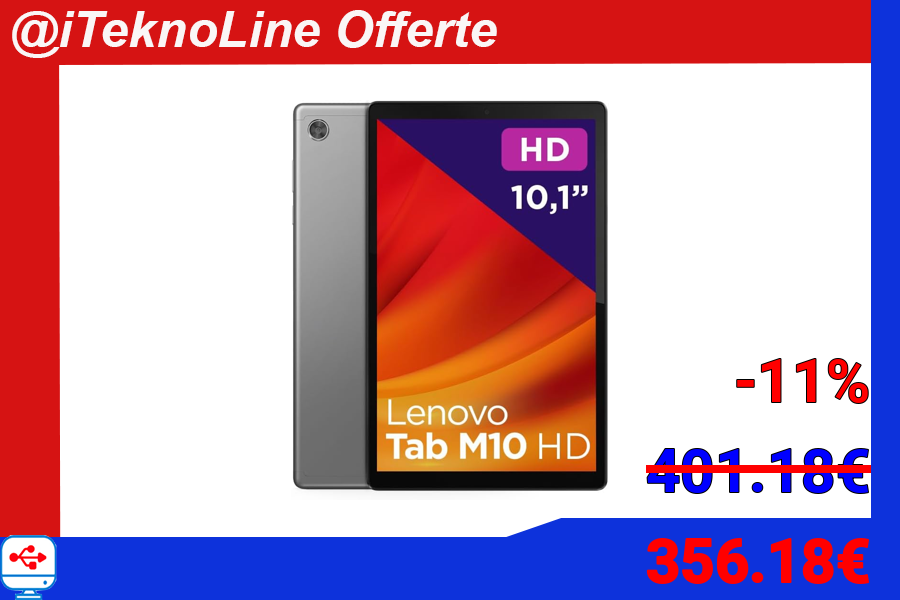 @iTeknoLine Offerte
HD
10,1”
Lenovo
Tab M10 HD
-11%
401.18€
356.18€